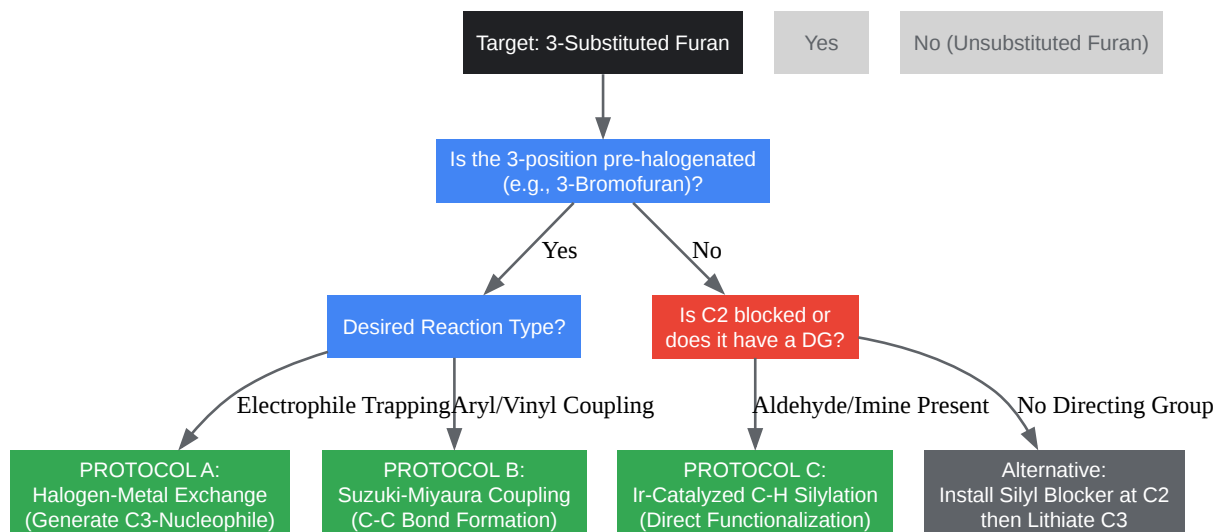 Target: 3-Substituted Furan
Yes
No (Unsubstituted Furan)
Is the 3-position pre-halogenated
(e.g., 3-Bromofuran)?
Yes
No
Desired Reaction Type?
Is C2 blocked or
does it have a DG?
Electrophile Trapping
Aryl/Vinyl Coupling
Aldehyde/Imine Present
No Directing Group
PROTOCOL A:
Halogen-Metal Exchange
(Generate C3-Nucleophile)
PROTOCOL B:
Suzuki-Miyaura Coupling
(C-C Bond Formation)
PROTOCOL C:
Ir-Catalyzed C-H Silylation
(Direct Functionalization)
Alternative:
Install Silyl Blocker at C2
then Lithiate C3